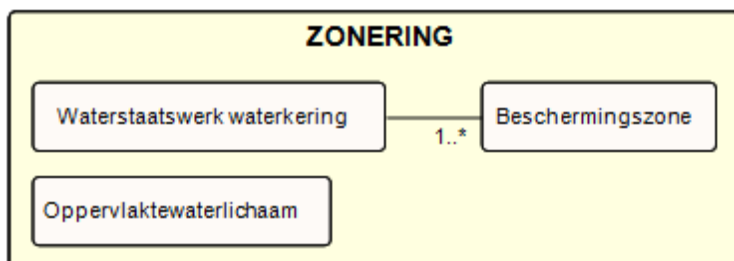 ZONERING
Waterstaatswerk waterkering
1..*
Beschermingszone
Oppervlaktewaterlichaam